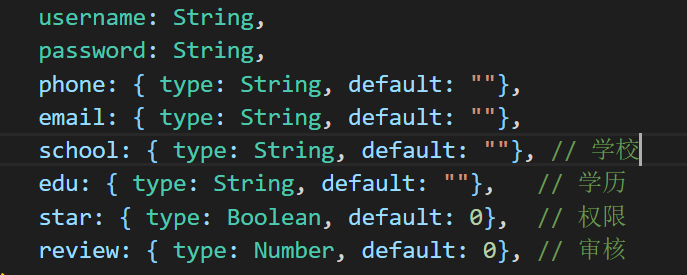 username: String,
password: String,
phone: { type: String, default: ""},
email: { type: String, default: ""},
school: { type: String, default: ""}, // 学校
edu: { type: String, default: ""},   // 学历
star: { type: Boolean, default: 0},  // 权限
review: { type: Number, default: 0}, // 审核